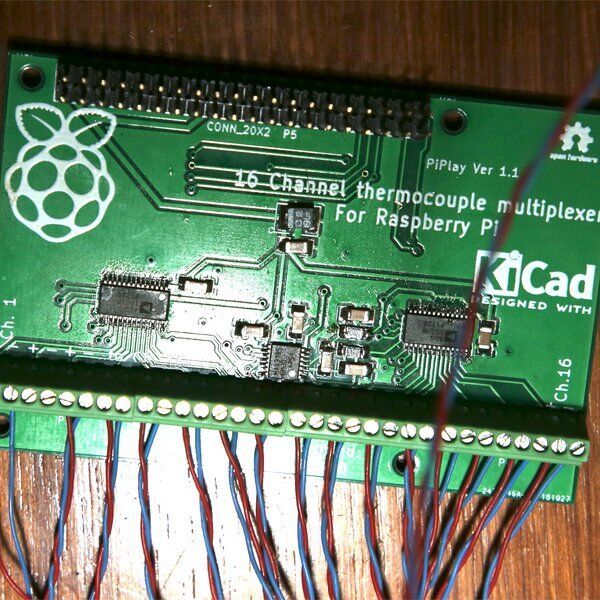 CONN_20X2 P5
PiPlay Ver 1.1
open hardware
16 Channel thermocouple multiplexer
For Raspberry Pi
KiCad
DESIGNED WITH
Ch. 1
Ch.16
P
181027